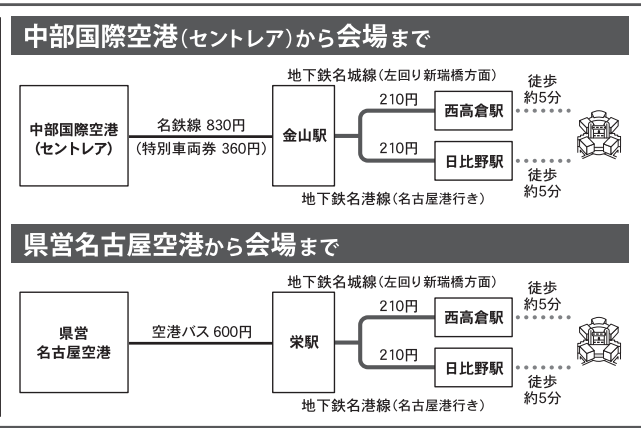 中部国際空港(セントレア)から会場まで
地下鉄名城線(左回り新瑞橋方面)
中部国際空港
(セントレア)
名鉄線 830円
(特別車両券 360円)
金山駅
210円
西高倉駅
徒歩
約5分
210円
日比野駅
徒歩
約5分
地下鉄名港線(名古屋港行き)
県営名古屋空港から会場まで
地下鉄名城線(左回り新瑞橋方面)
県営
名古屋空港
空港バス 600円
栄駅
210円
西高倉駅
徒歩
約5分
210円
日比野駅
徒歩
約5分
地下鉄名港線(名古屋港行き)